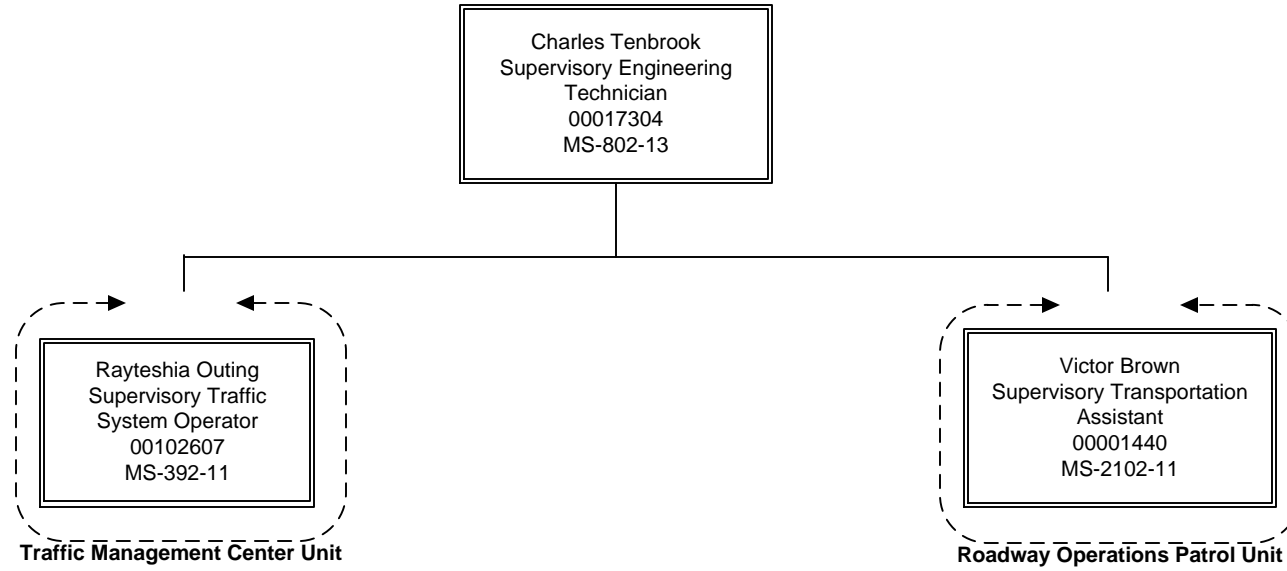 Charles Tenbrook
Supervisory Engineering
Technician
00017304
MS-802-13
Rayteshia Outing
Supervisory Traffic
System Operator
00102607
MS-392-11
Traffic Management Center Unit
Victor Brown
Supervisory Transportation
Assistant
00001440
MS-2102-11
Roadway Operations Patrol Unit